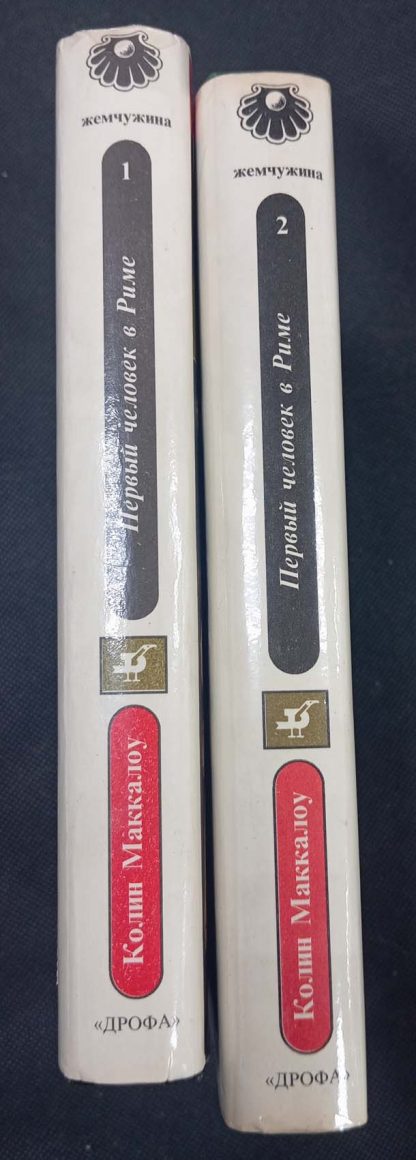 жемчужина
1
Первый человек в Риме
Колин Маккалоу
«ДРОФА»
жемчужина
2
Первый человек в Риме
Колин Маккалоу
«ДРОФА»